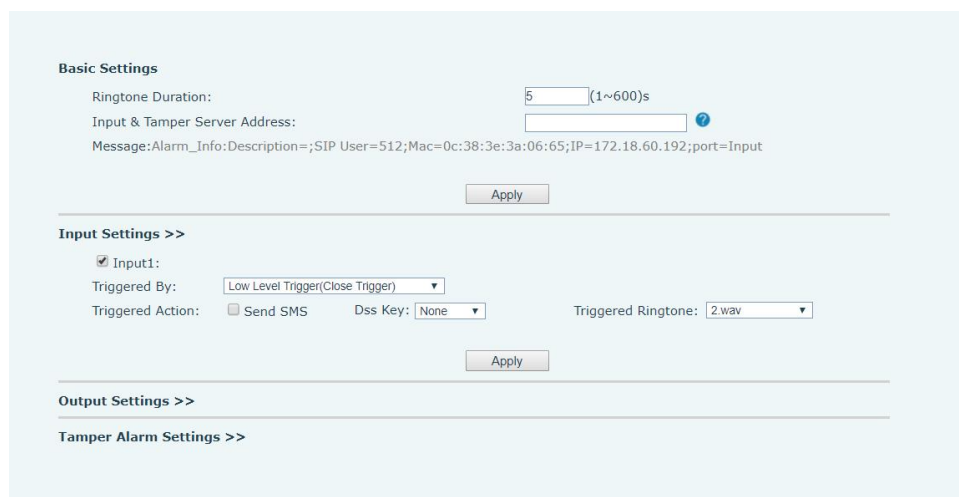 Basic Settings
Ringtone Duration: 5 (1~600)s
Input & Tamper Server Address: ?
Message:Alarm_Info:Description=;SIP User=512;Mac=0c:38:3e:3a:06:65;IP=172.18.60.192;port=Input
Apply
Input Settings >>
Input1:
Triggered By: Low Level Trigger(Close Trigger)
Triggered Action: Send SMS Dss Key: None Triggered Ringtone: 2.wav
Apply
Output Settings >>
Tamper Alarm Settings >>